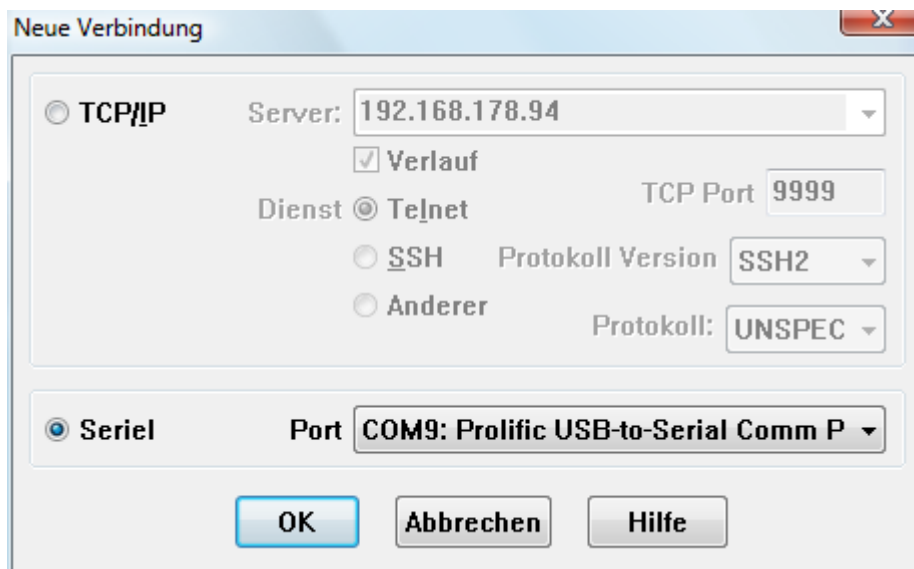 Neue Verbindung
X
TCP/IP Server: 192.168.178.94
Verlauf
TCP Port 9999
Dienst Telnet
SSH Protokoll Version SSH2
Anderer
Protokoll: UNSPEC
Seriel Port COM9: Prolific USB-to-Serial Comm P
OK Abbrechen Hilfe